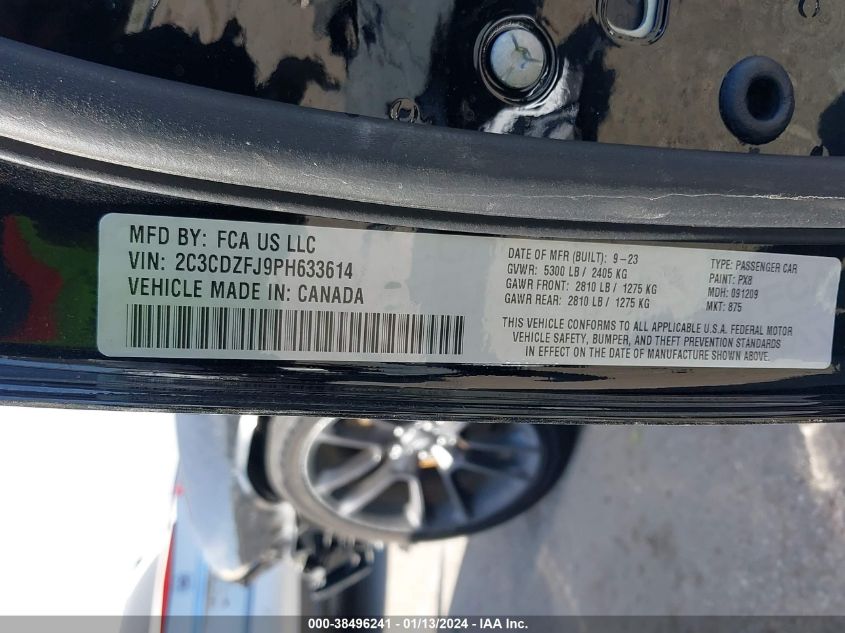 MFD BY: FCA US LLC
VIN: 2C3CDZFJ9PH633614
VEHICLE MADE IN: CANADA
DATE OF MFR (BUILT): 9-23
GVWR: 5300 LB / 2405 KG
GAWR FRONT: 2810 LB / 1275 KG
GAWR REAR: 2810 LB / 1275 KG
TYPE: PASSENGER CAR
PAINT: PX8
MDH: 091209
MKT: 875
THIS VEHICLE CONFORMS TO ALL APPLICABLE U.S.A. FEDERAL MOTOR
VEHICLE SAFETY, BUMPER, AND THEFT PREVENTION STANDARDS
IN EFFECT ON THE DATE OF MANUFACTURE SHOWN ABOVE.
000-38496241 - 01/13/2024 - IAAI.com